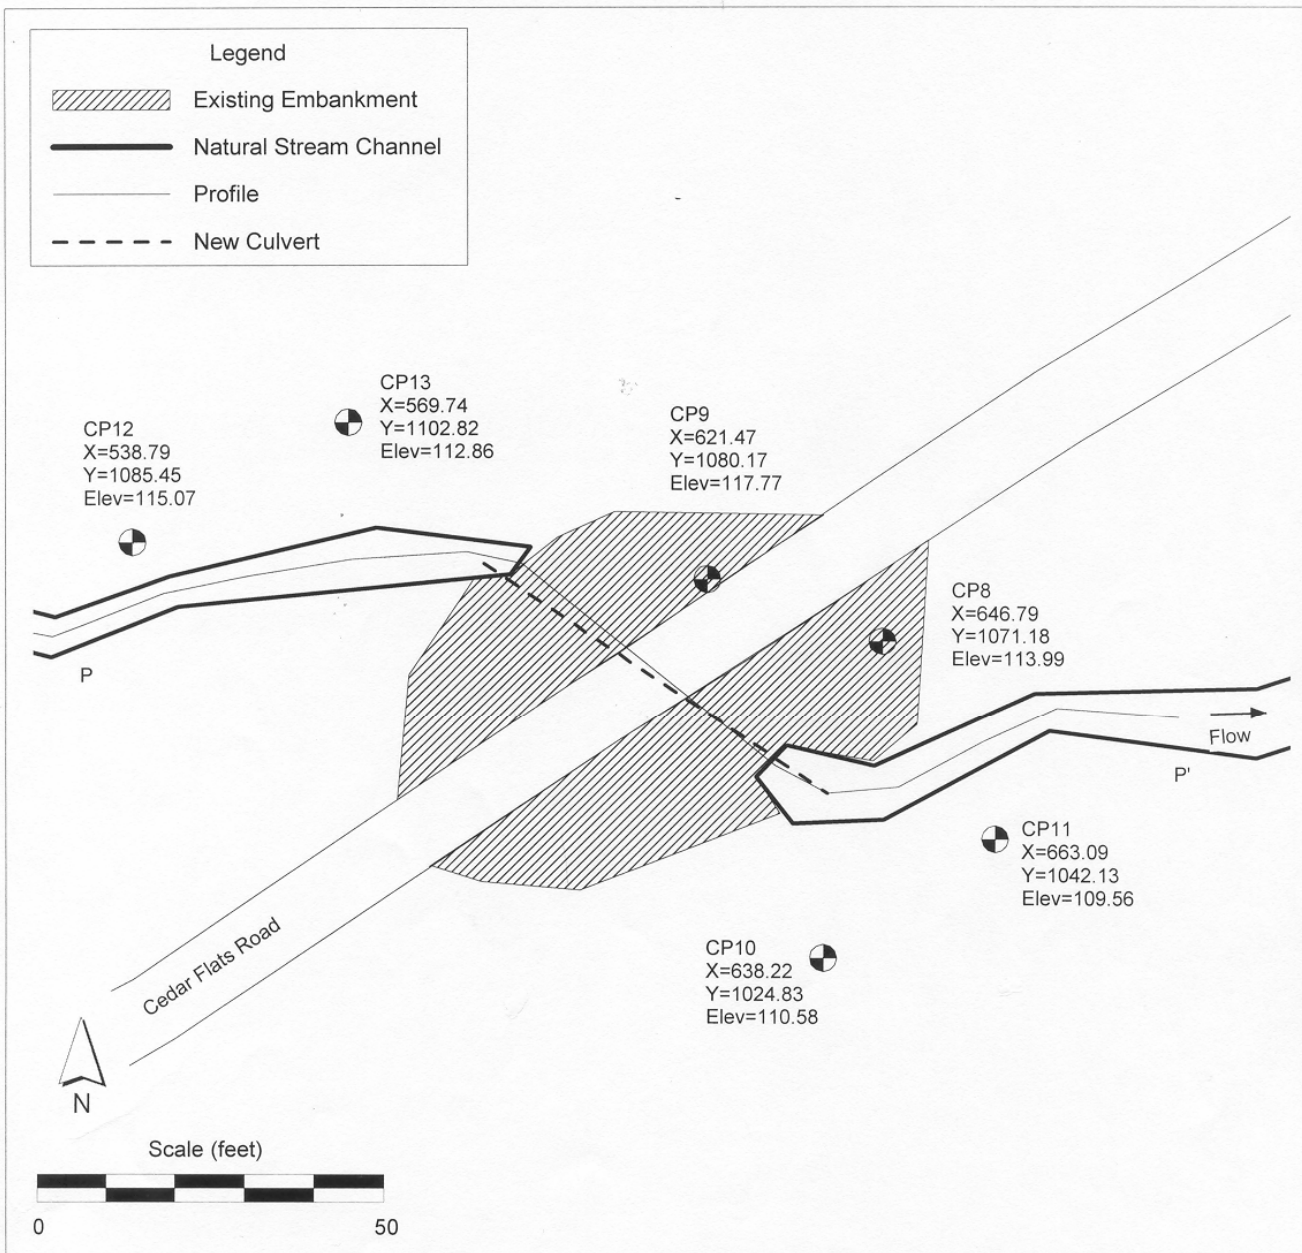 Legend
Existing Embankment
Natural Stream Channel
Profile
New Culvert
CP13
X=569.74
Y=1102.82
Elev=112.86
CP12
X=538.79
Y=1085.45
Elev=115.07
CP9
X=621.47
Y=1080.17
Elev=117.77
CP8
X=646.79
Y=1071.18
Elev=113.99
P
Flow
P'
CP11
X=663.09
Y=1042.13
Elev=109.56
CP10
X=638.22
Y=1024.83
Elev=110.58
Cedar Flats Road
N
Scale (feet)
0
50